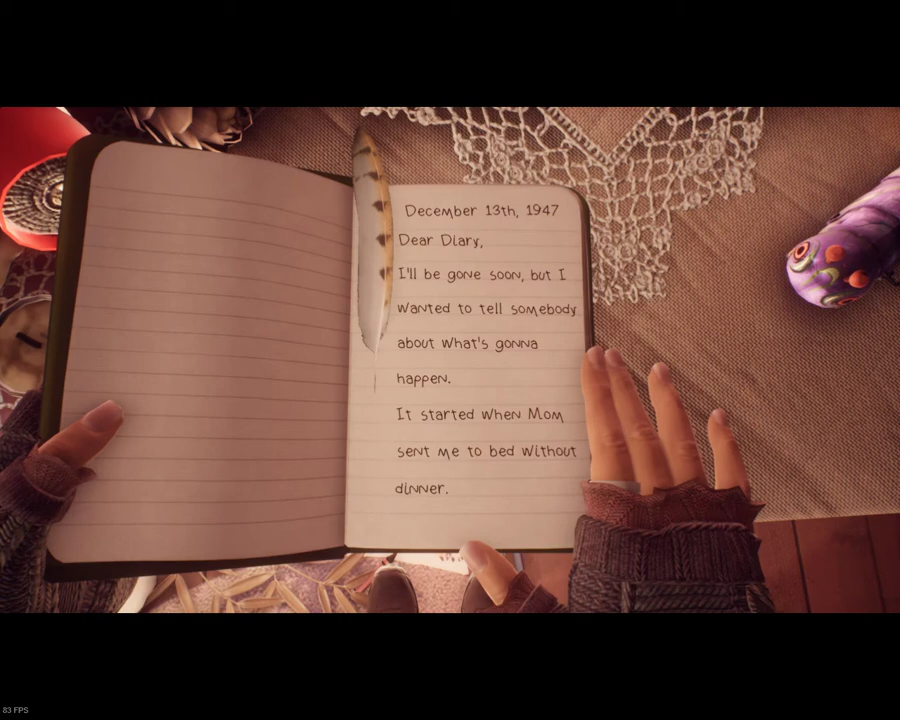 December 13th, 1947
Dear Diary,
I'll be gone soon, but I
wanted to tell somebody
about what's gonna
happen.
It started when Mom
sent me to bed without
dinner.
83 FPS